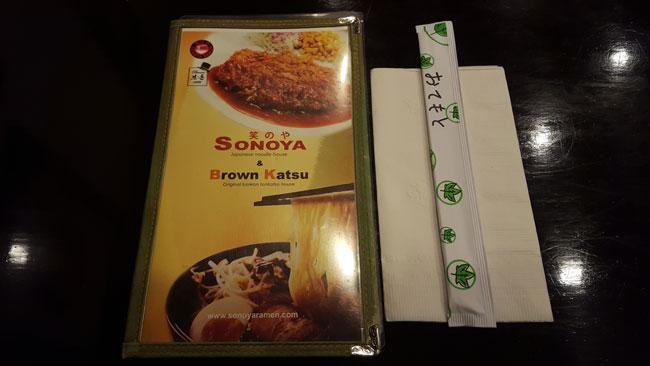 笑のや
SONOYA
Japanese noodle house
&
Brown Katsu
Original korean tonkatsu house
www.sonoyaramen.com
おてもと